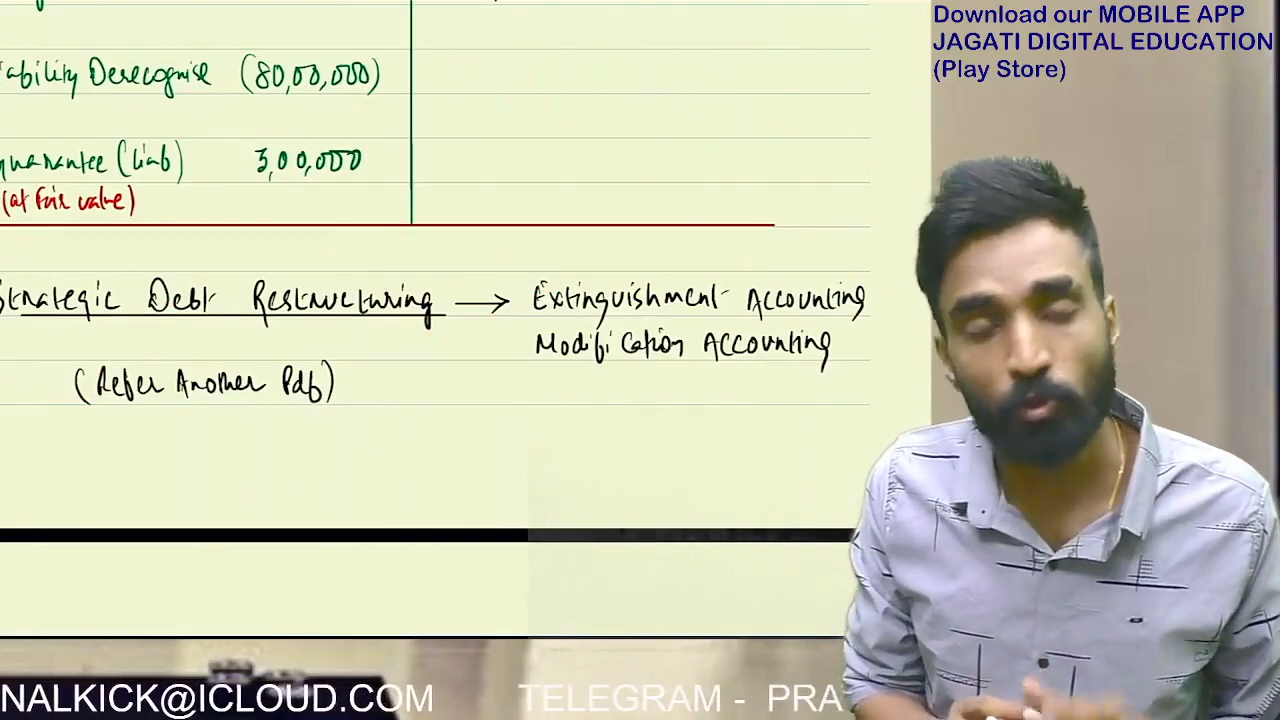 Download our MOBILE APP
JAGATI DIGITAL EDUCATION
(Play Store)
iability Derecognise (80,00,000)
guarantee (Liab) 3,00,000
(at fair value)
Strategic Debt Restructuring → Extinguishment Accounting
Modification Accounting
(Refer Another Pdf)
NALKICK@ICLOUD.COM TELEGRAM - PRA